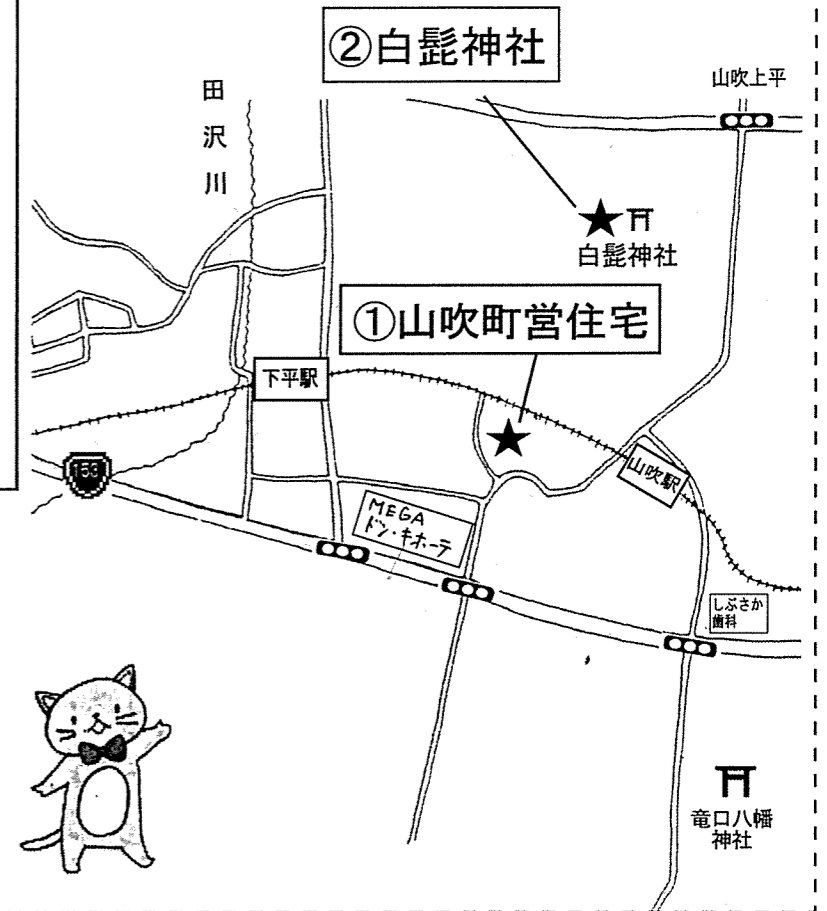 ②白髭神社
山吹上平
田沢川
白髭神社
①山吹町営住宅
下平駅
山吹駅
153
MEGA
ドン・キホーテ
しぶさか
歯科
竜口八幡
神社